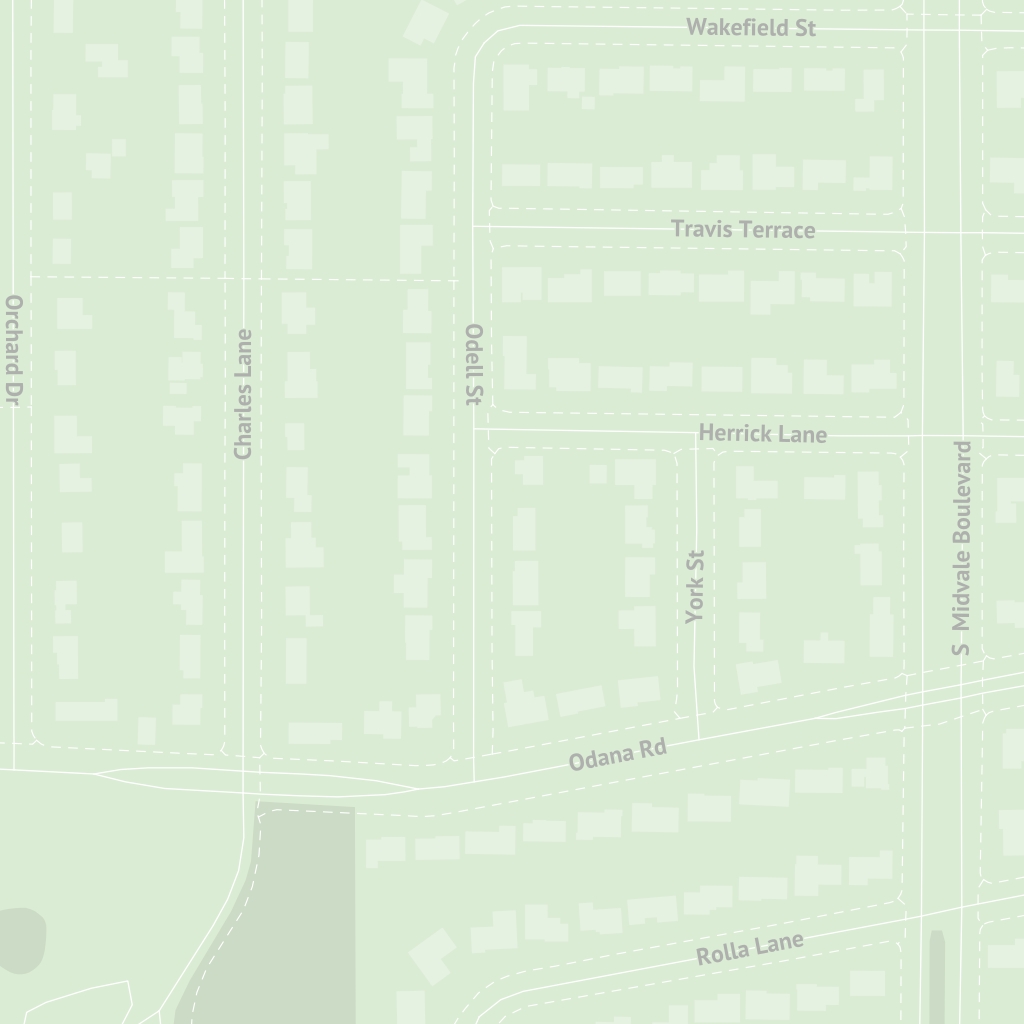 Wakefield St
Travis Terrace
Orchard Dr
Charles Lane
Odell St
Herrick Lane
S Midvale Boulevard
York St
Odana Rd
Rolla Lane